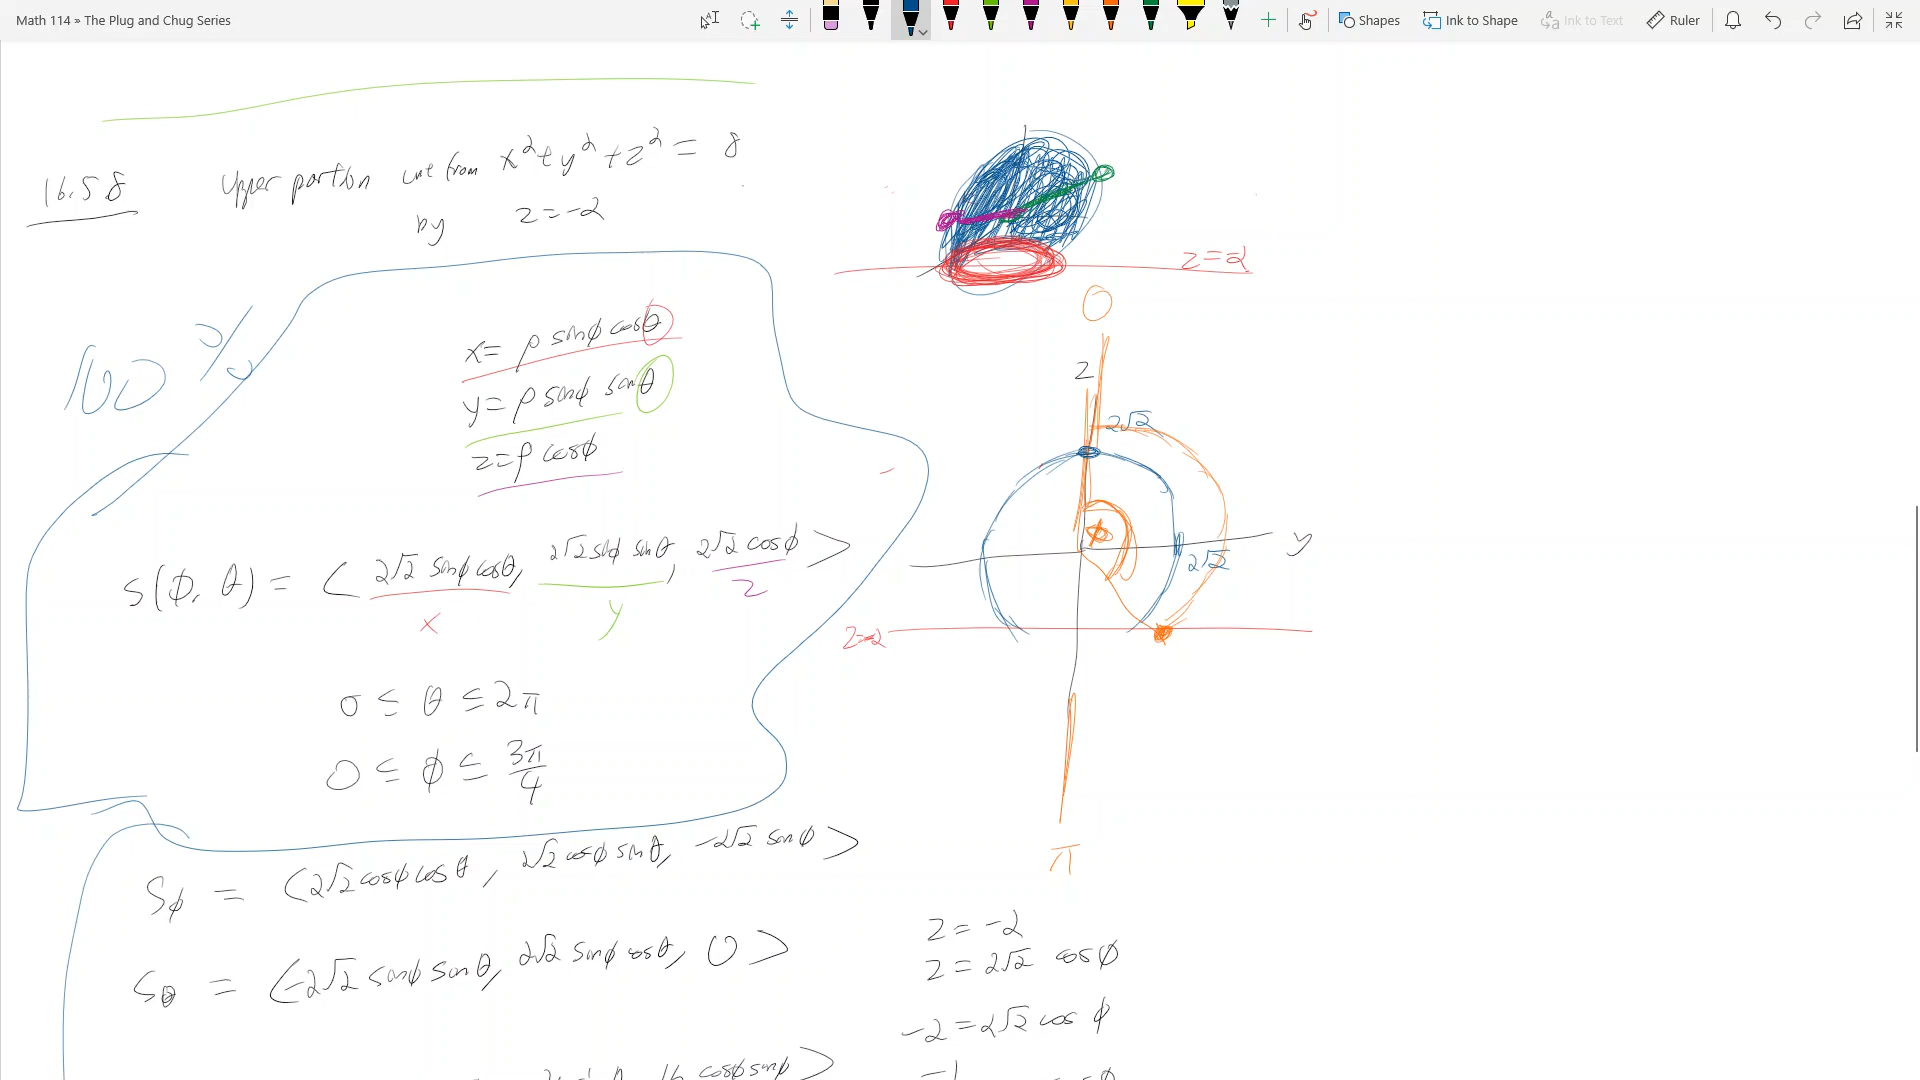 Math 114 » The Plug and Chug Series
Shapes
Ink to Shape
Ink to Text
Ruler
16.5 8 Upper portion cut from x² + y² + z² = 8
by z = -2
z = -2
100 %
x = ρ sinφ cosθ
y = ρ sinφ sinθ
z = ρ cosφ
0
z
2√2
φ
y
2√2
z=-2
π
S(φ, θ) = < 2√2 sinφ cosθ, 2√2 sinφ sinθ, 2√2 cosφ >
x y z
0 ≤ θ ≤ 2π
0 ≤ φ ≤ 3π/4
Sφ = <2√2 cosφ cosθ, 2√2 cosφ sinθ, -2√2 sinφ>
Sθ = <-2√2 sinφ sinθ, 2√2 sinφ cosθ, 0>
z = -2
z = 2√2 cosφ
-2 = 2√2 cos φ
16 cosφ sinφ >
-1